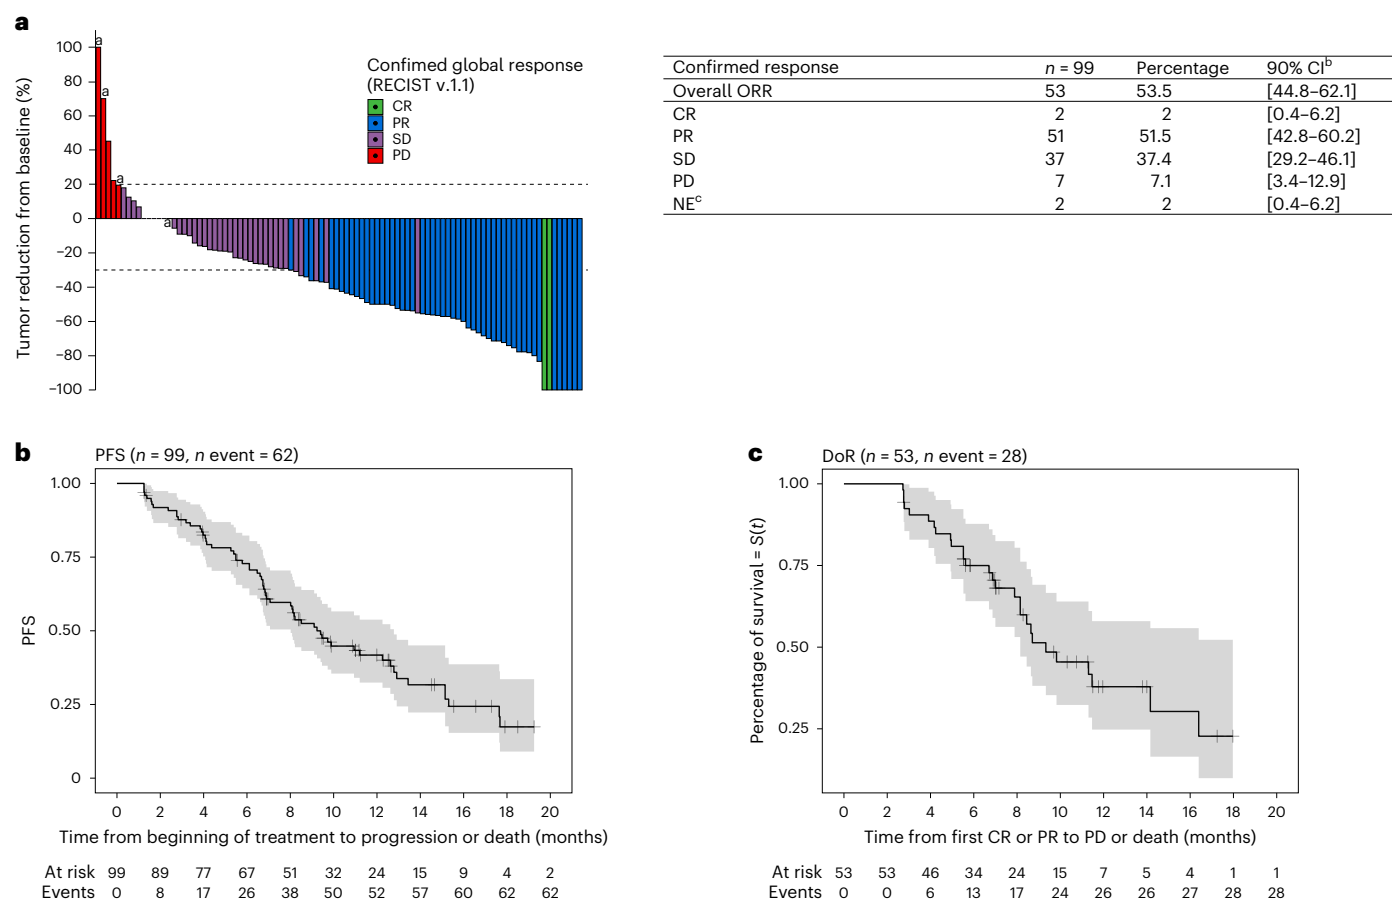 a
100
80
60
40
20
0
−20
−40
−60
−80
−100
Tumor reduction from baseline (%)
a
a
a
a
Confimed global response
(RECIST v.1.1)
CR
PR
SD
PD
Confirmed response n = 99 Percentage 90% CIb
Overall ORR 53 53.5 [44.8–62.1]
CR 2 2 [0.4–6.2]
PR 51 51.5 [42.8–60.2]
SD 37 37.4 [29.2–46.1]
PD 7 7.1 [3.4–12.9]
NEc 2 2 [0.4–6.2]
b
PFS (n = 99, n event = 62)
1.00
0.75
0.50
0.25
0
PFS
0 2 4 6 8 10 12 14 16 18 20
Time from beginning of treatment to progression or death (months)
At risk 99 89 77 67 51 32 24 15 9 4 2
Events 0 8 17 26 38 50 52 57 60 62 62
c
DoR (n = 53, n event = 28)
1.00
0.75
0.50
0.25
Percentage of survival = S(t)
0 2 4 6 8 10 12 14 16 18 20
Time from first CR or PR to PD or death (months)
At risk 53 53 46 34 24 15 7 5 4 1 1
Events 0 0 6 13 17 24 26 26 27 28 28